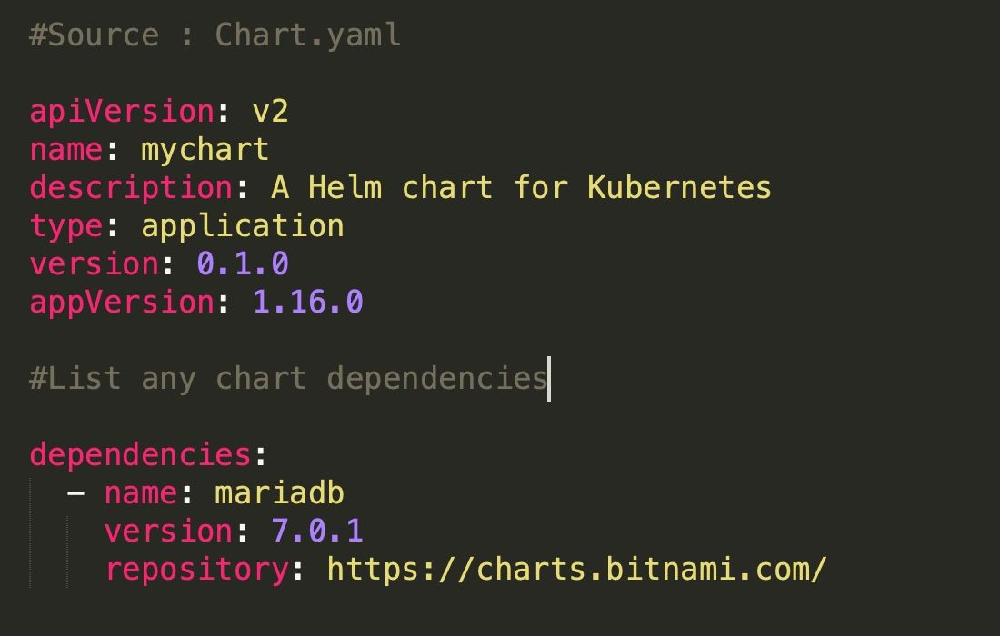 #Source : Chart.yaml
apiVersion: v2
name: mychart
description: A Helm chart for Kubernetes
type: application
version: 0.1.0
appVersion: 1.16.0
#List any chart dependencies
dependencies:
  - name: mariadb
    version: 7.0.1
    repository: https://charts.bitnami.com/